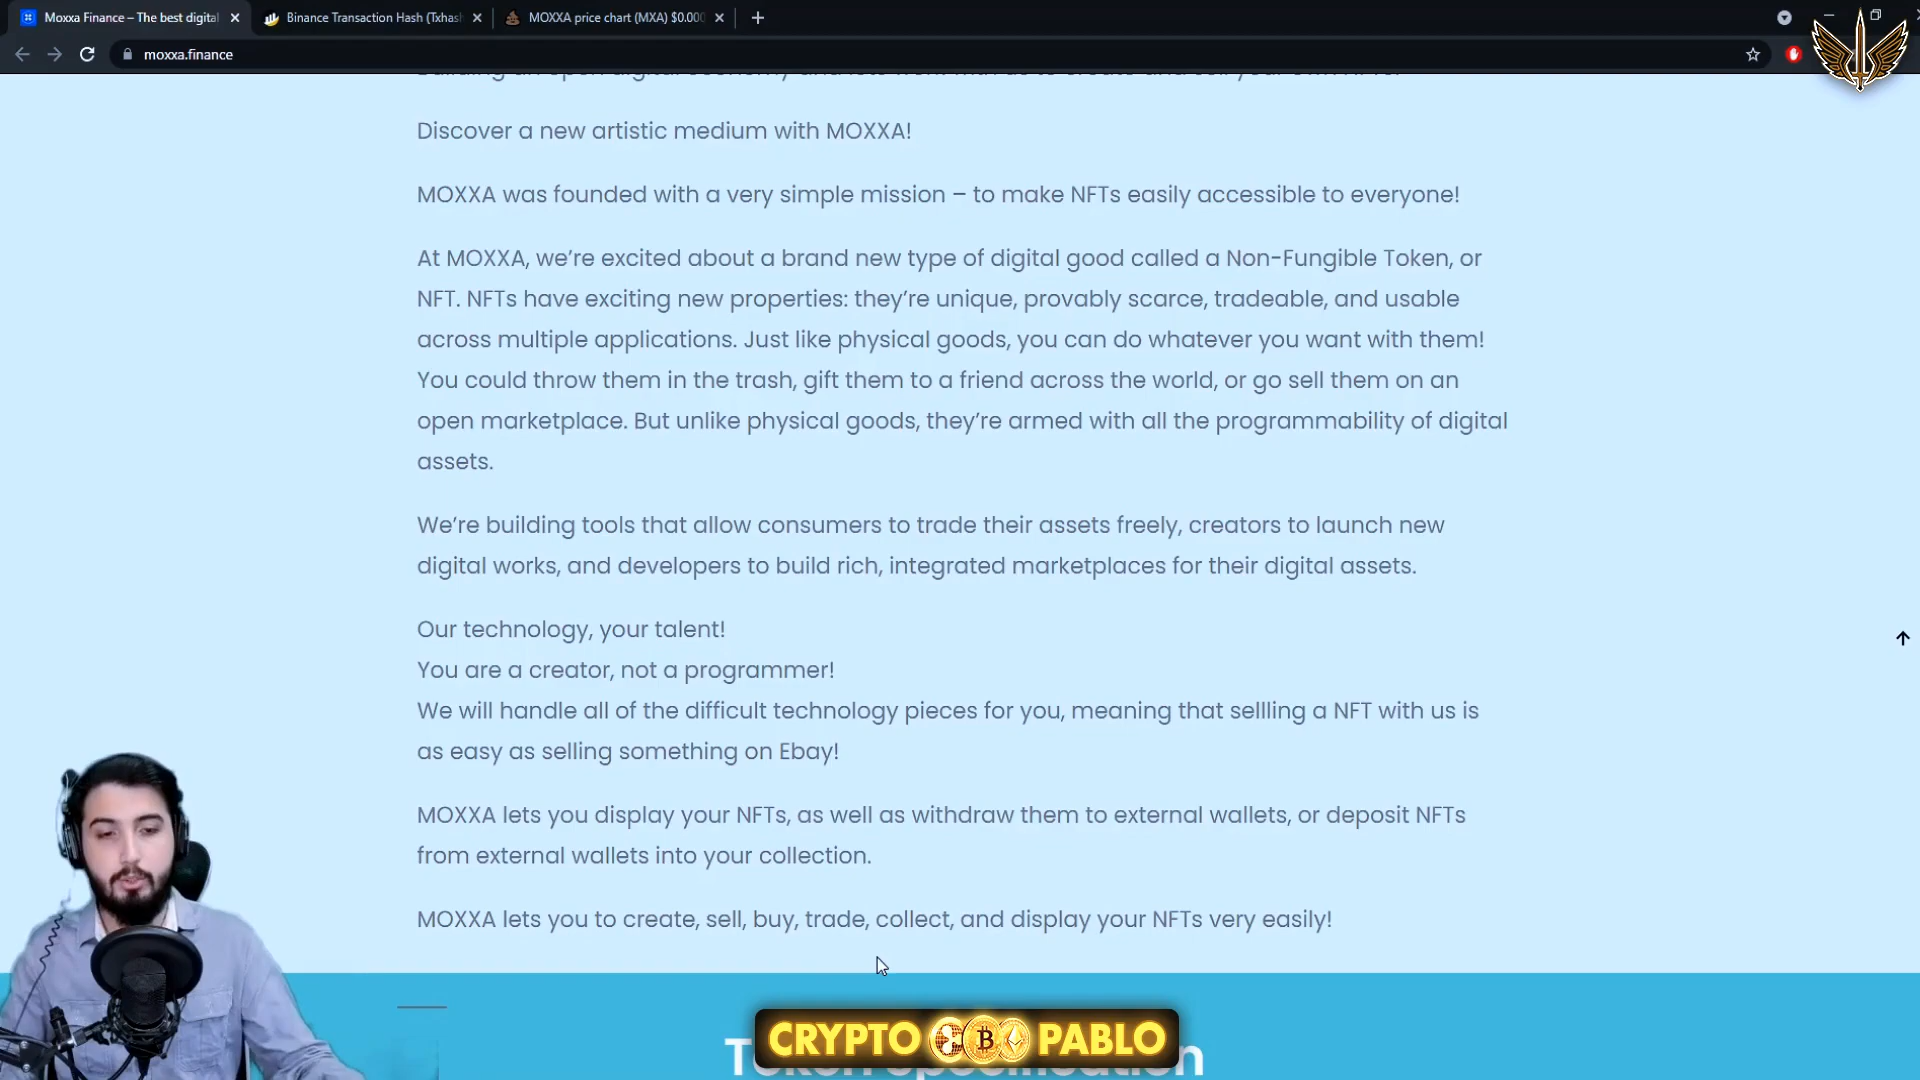 Moxxa Finance – The best digital
Binance Transaction Hash (Txhas
MOXXA price chart (MXA) $0.000
moxxa.finance
Discover a new artistic medium with MOXXA!
MOXXA was founded with a very simple mission – to make NFTs easily accessible to everyone!
At MOXXA, we're excited about a brand new type of digital good called a Non-Fungible Token, or
NFT. NFTs have exciting new properties: they're unique, provably scarce, tradeable, and usable
across multiple applications. Just like physical goods, you can do whatever you want with them!
You could throw them in the trash, gift them to a friend across the world, or go sell them on an
open marketplace. But unlike physical goods, they're armed with all the programmability of digital
assets.
We're building tools that allow consumers to trade their assets freely, creators to launch new
digital works, and developers to build rich, integrated marketplaces for their digital assets.
Our technology, your talent!
You are a creator, not a programmer!
We will handle all of the difficult technology pieces for you, meaning that sellling a NFT with us is
as easy as selling something on Ebay!
MOXXA lets you display your NFTs, as well as withdraw them to external wallets, or deposit NFTs
from external wallets into your collection.
MOXXA lets you to create, sell, buy, trade, collect, and display your NFTs very easily!
CRYPTO PABLO